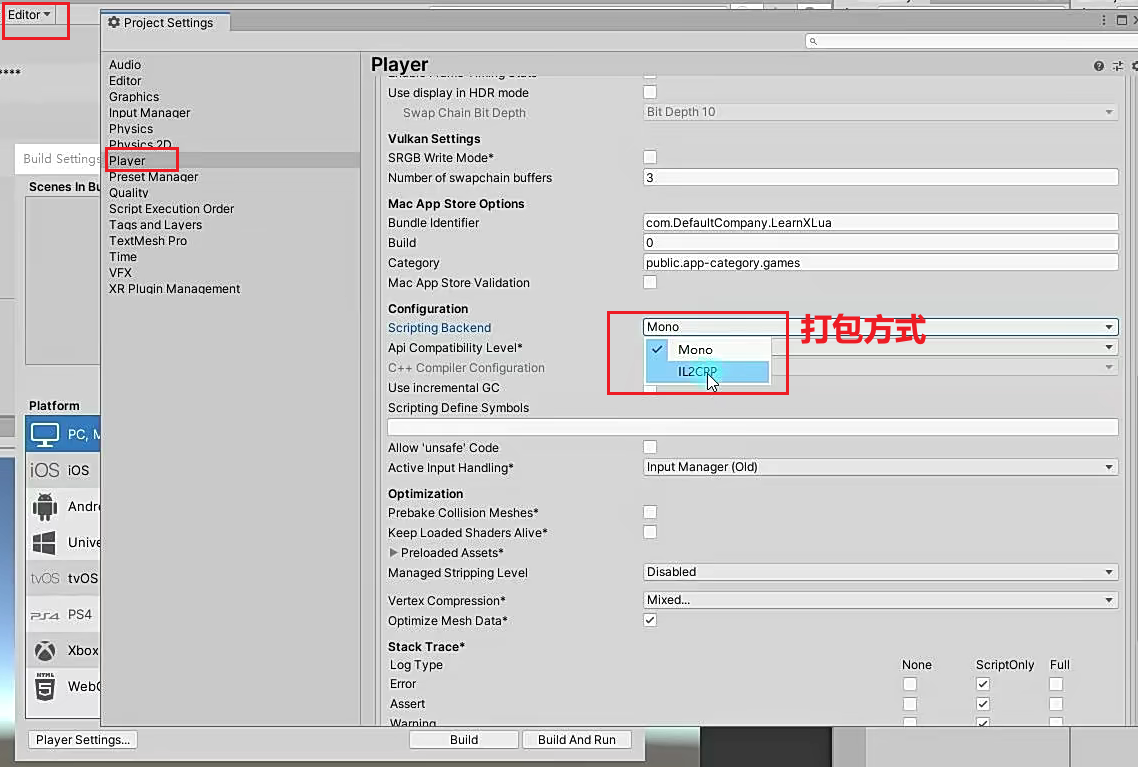 Editor
Project Settings
****
Audio
Editor
Graphics
Input Manager
Physics
Physics 2D
Player
Preset Manager
Quality
Script Execution Order
Tags and Layers
TextMesh Pro
Time
VFX
XR Plugin Management
Build Settings
Scenes In Bu
Platform
PC, M
iOS iOS
Andro
Unive
tvOS tvOS
PS4 PS4
Xbox
HTML 5 WebG
Player Settings...
Build
Build And Run
Player
Use display in HDR mode
Swap Chain Bit Depth Bit Depth 10
Vulkan Settings
SRGB Write Mode*
Number of swapchain buffers 3
Mac App Store Options
Bundle Identifier com.DefaultCompany.LearnXLua
Build 0
Category public.app-category.games
Mac App Store Validation
Configuration
Scripting Backend Mono
打包方式
Mono
IL2CPP
Api Compatibility Level*
C++ Compiler Configuration
Use incremental GC
Scripting Define Symbols
Allow 'unsafe' Code
Active Input Handling* Input Manager (Old)
Optimization
Prebake Collision Meshes*
Keep Loaded Shaders Alive*
Preloaded Assets*
Managed Stripping Level Disabled
Vertex Compression* Mixed...
Optimize Mesh Data*
Stack Trace*
Log Type None ScriptOnly Full
Error
Assert
Warning